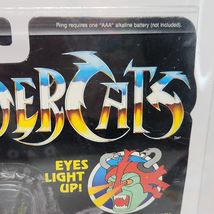 Ring requires one "AAA" alkaline battery (not included).
DERCATS
EYES
LIGHT
UP!